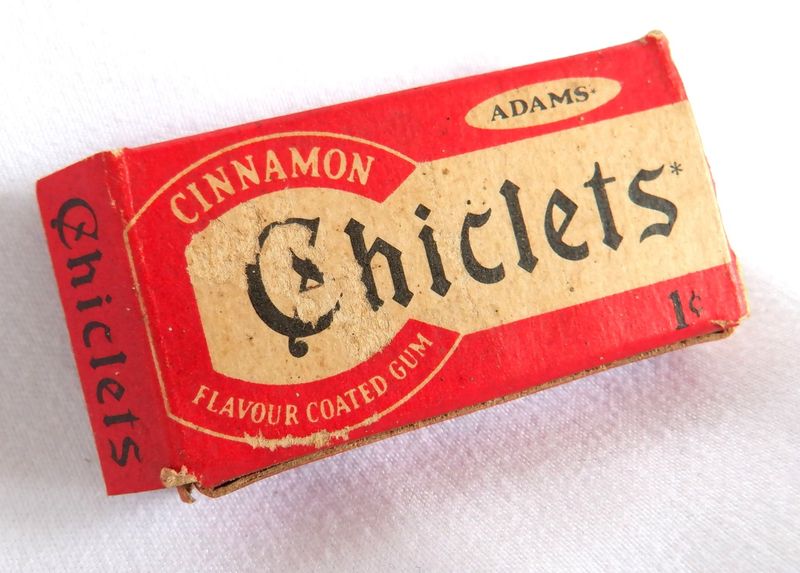 ADAMS*
CINNAMON
Chiclets*
FLAVOUR COATED GUM
1¢
Chiclets